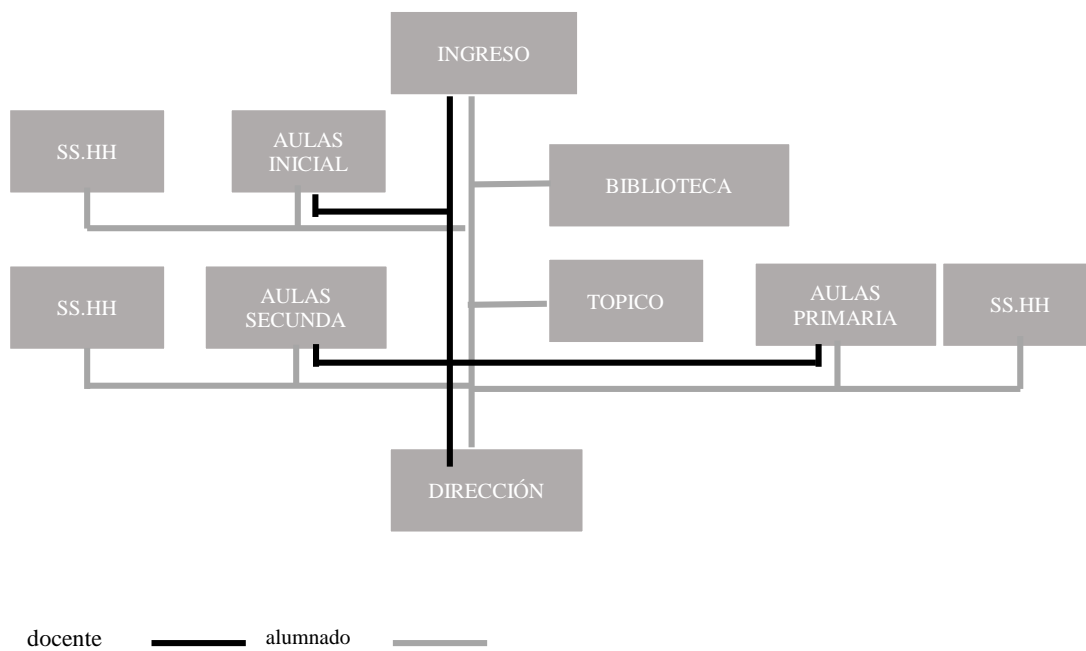 INGRESO
SS.HH
AULAS
INICIAL
BIBLIOTECA
SS.HH
AULAS
SECUNDA
TOPICO
AULAS
PRIMARIA
SS.HH
DIRECCIÓN
docente
alumnado